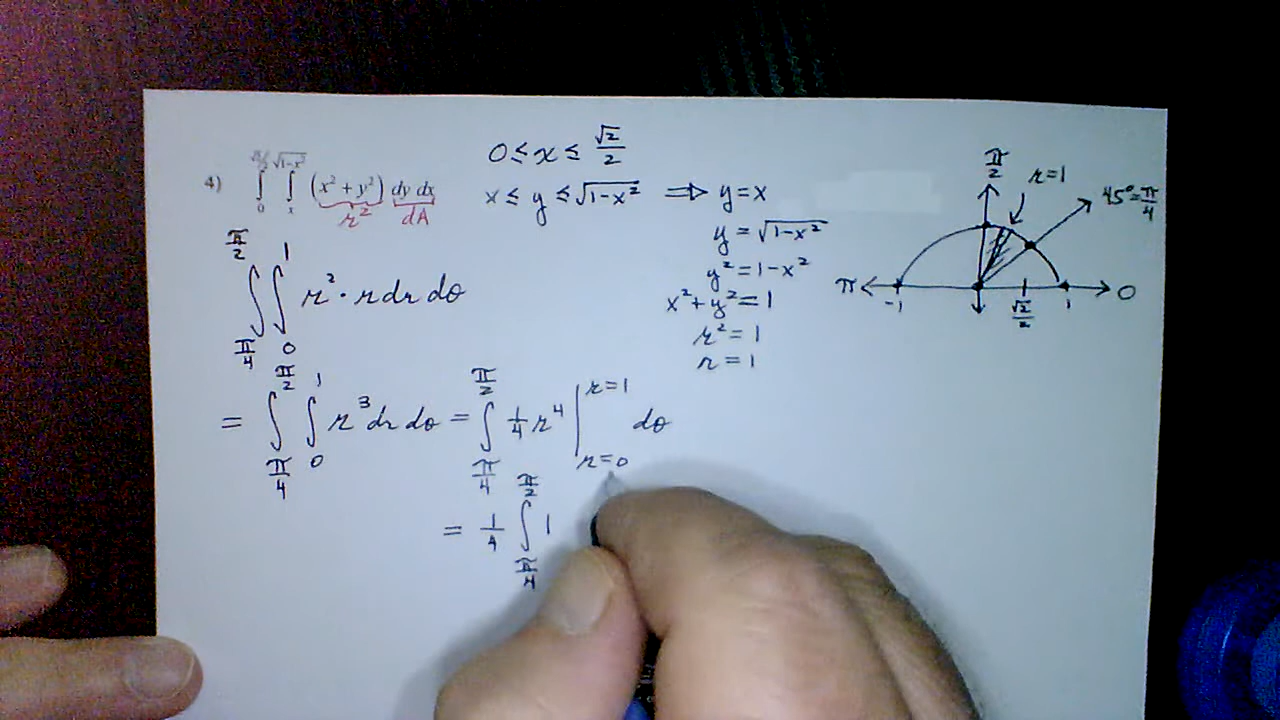 4) ∫₀^{√2/2} ∫ₓ^{√1-x²} (x² + y²) dy dx
r² dA
0 ≤ x ≤ √2/2
x ≤ y ≤ √1-x² ⇒ y = x
y = √1-x²
y² = 1-x²
x² + y² = 1
r² = 1
r = 1
π/2 r=1 45° = π/4
π 0
-1 √2/2 1
∫_{π/4}^{π/2} ∫₀¹ r² · r dr dθ
= ∫_{π/4}^{π/2} ∫₀¹ r³ dr dθ = ∫_{π/4}^{π/2} 1/4 r⁴ |_{r=0}^{r=1} dθ
= 1/4 ∫_{π/4}^{π/2} 1